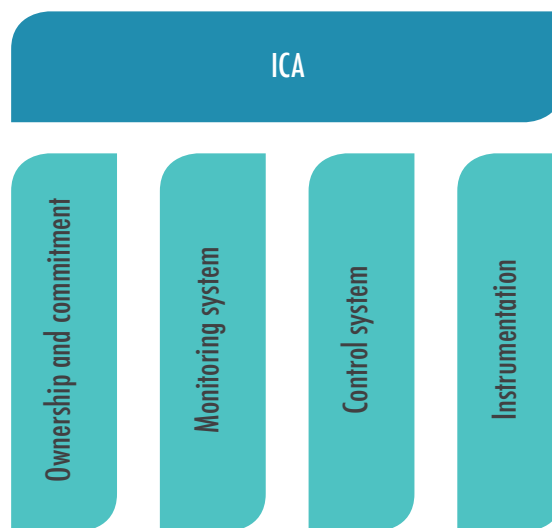 ICA
Ownership and commitment
Monitoring system
Control system
Instrumentation